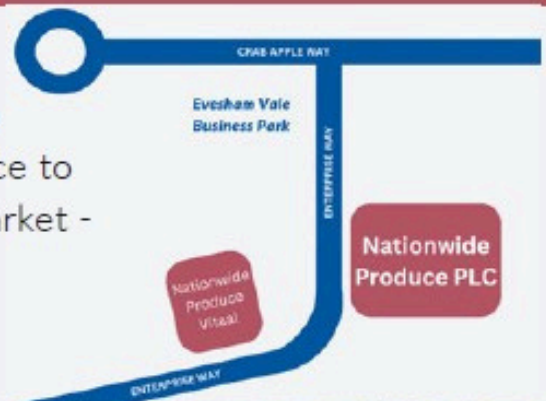 CRAB APPLE WAY
Evesham Vale
Business Park
ce to
rket -
ENTERPRISE WAY
Nationwide
Produce PLC
Nationwide
Produce
Vitaal
ENTERPRISE WAY